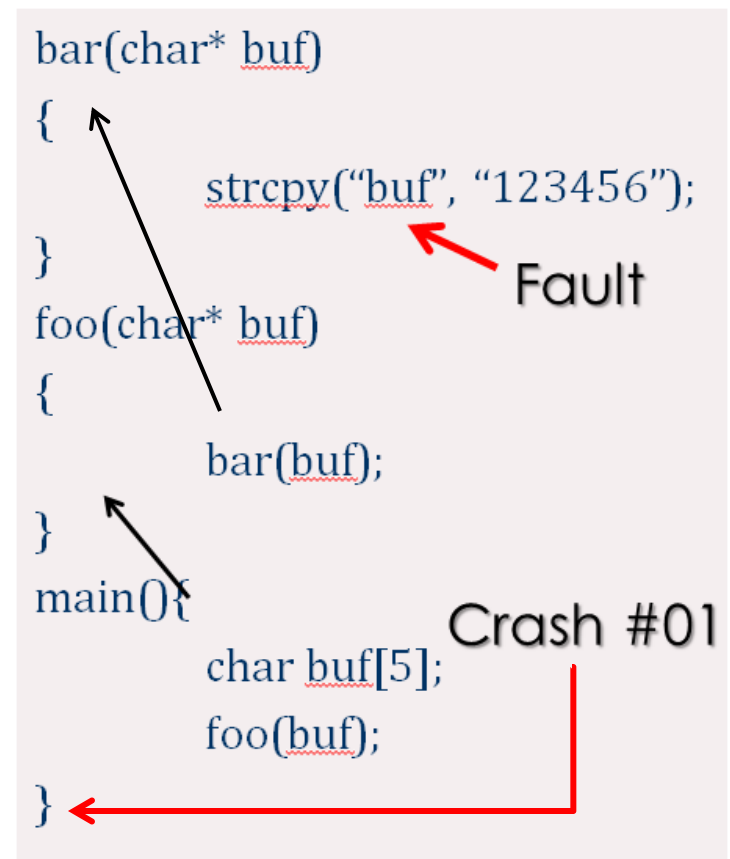 bar(char* buf)
{
strcpy(“buf”, “123456”);
}
Fault
foo(char* buf)
{
bar(buf);
}
main(){
Crash #01
char buf[5];
foo(buf);
}